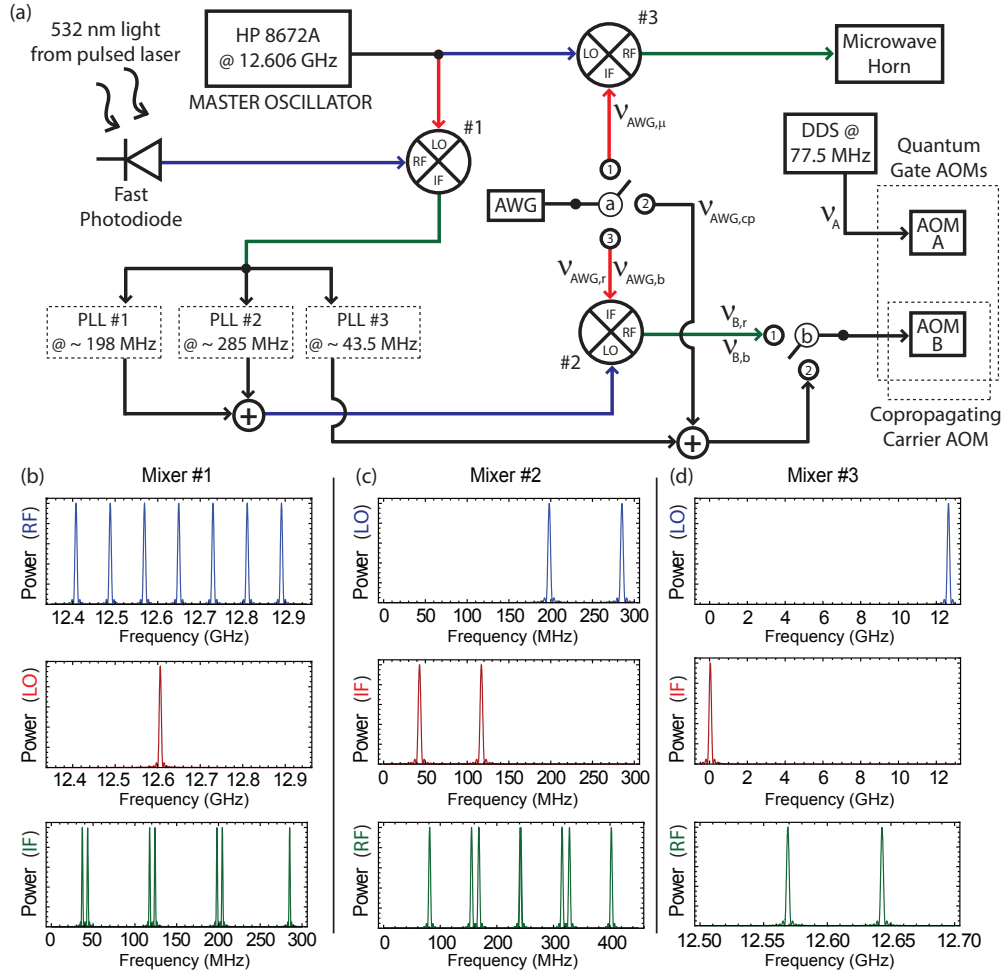 (a)
532 nm light
from pulsed laser
HP 8672A
@ 12.606 GHz
MASTER OSCILLATOR
#3
LO
RF
IF
Microwave
Horn
#1
LO
RF
IF
Fast
Photodiode
ν AWG,μ
DDS @
77.5 MHz
Quantum
Gate AOMs
AWG
1
a
2
3
ν AWG,cp
ν A
AOM
A
ν AWG,r
ν AWG,b
PLL #1
@ ~ 198 MHz
PLL #2
@ ~ 285 MHz
PLL #3
@ ~ 43.5 MHz
IF
RF
LO
#2
ν B,r
ν B,b
1
b
2
AOM
B
+
+
Copropagating
Carrier AOM
(b)
Mixer #1
Power (RF)
12.4 12.5 12.6 12.7 12.8 12.9
Frequency (GHz)
Power (LO)
12.4 12.5 12.6 12.7 12.8 12.9
Frequency (GHz)
Power (IF)
0 50 100 150 200 250 300
Frequency (MHz)
(c)
Mixer #2
Power (LO)
0 50 100 150 200 250 300
Frequency (MHz)
Power (IF)
0 50 100 150 200 250 300
Frequency (MHz)
Power (RF)
0 100 200 300 400
Frequency (MHz)
(d)
Mixer #3
Power (LO)
0 2 4 6 8 10 12
Frequency (GHz)
Power (IF)
0 2 4 6 8 10 12
Frequency (GHz)
Power (RF)
12.50 12.55 12.60 12.65 12.70
Frequency (GHz)